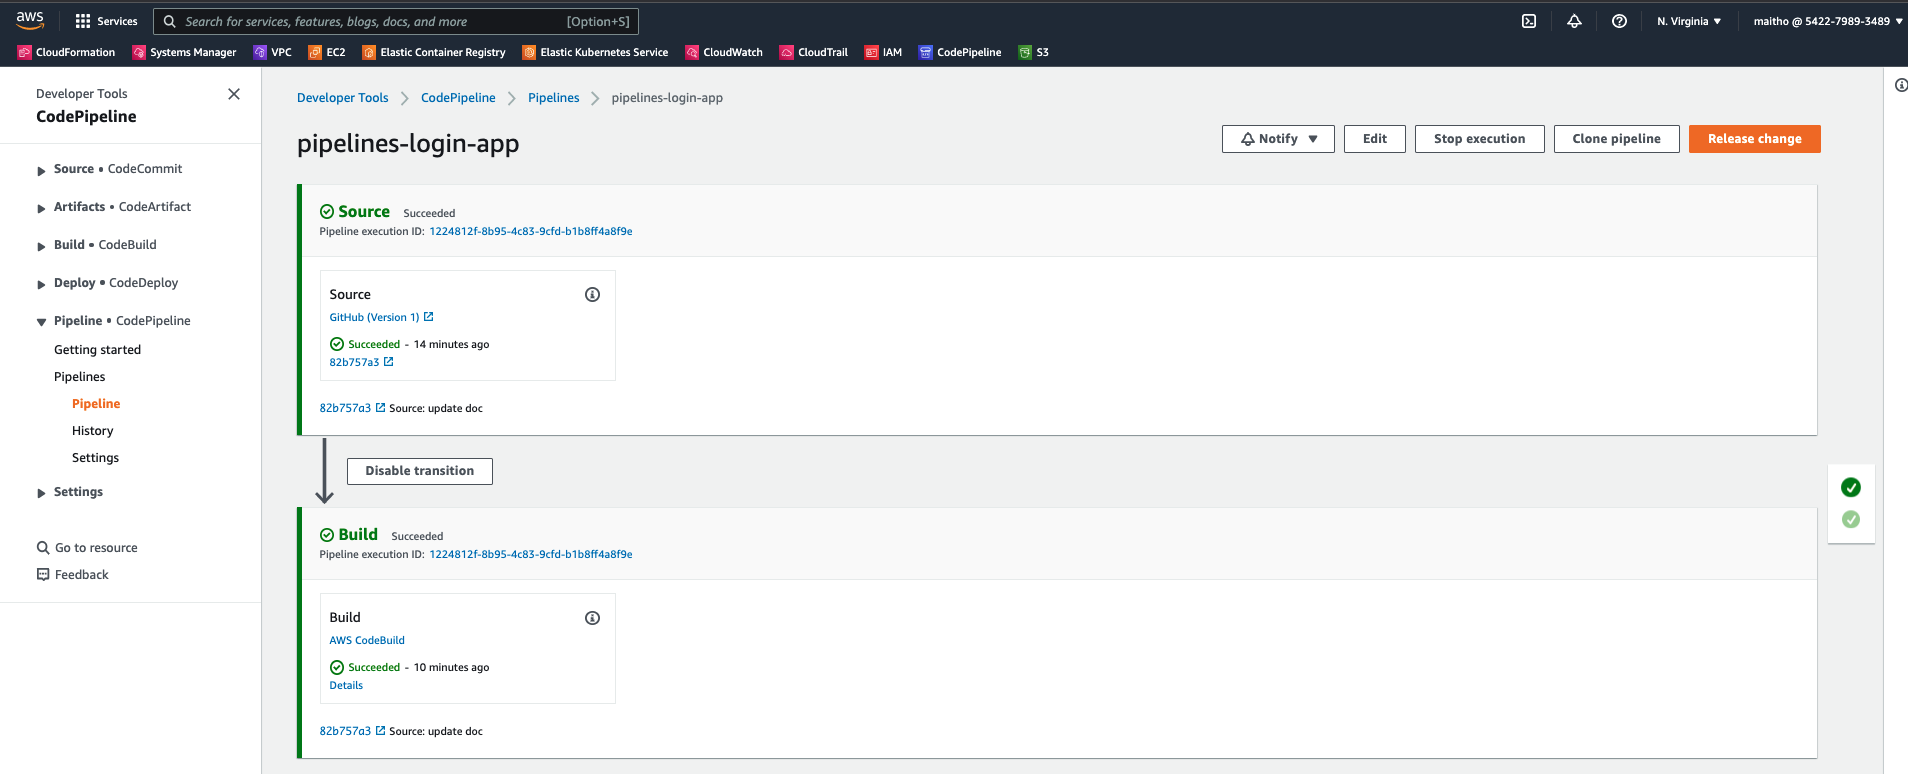 aws
Services
Search for services, features, blogs, docs, and more [Option+S]
N. Virginia
maitho @ 5422-7989-3489
CloudFormation Systems Manager VPC EC2 Elastic Container Registry Elastic Kubernetes Service CloudWatch CloudTrail IAM CodePipeline S3
Developer Tools
CodePipeline
Source • CodeCommit
Artifacts • CodeArtifact
Build • CodeBuild
Deploy • CodeDeploy
Pipeline • CodePipeline
Getting started
Pipelines
Pipeline
History
Settings
Settings
Go to resource
Feedback
Developer Tools CodePipeline Pipelines pipelines-login-app
pipelines-login-app
Notify
Edit
Stop execution
Clone pipeline
Release change
Source Succeeded
Pipeline execution ID: 1224812f-8b95-4c83-9cfd-b1b8ff4a8f9e
Source
GitHub (Version 1)
Succeeded - 14 minutes ago
82b757a3
82b757a3 Source: update doc
Disable transition
Build Succeeded
Pipeline execution ID: 1224812f-8b95-4c83-9cfd-b1b8ff4a8f9e
Build
AWS CodeBuild
Succeeded - 10 minutes ago
Details
82b757a3 Source: update doc